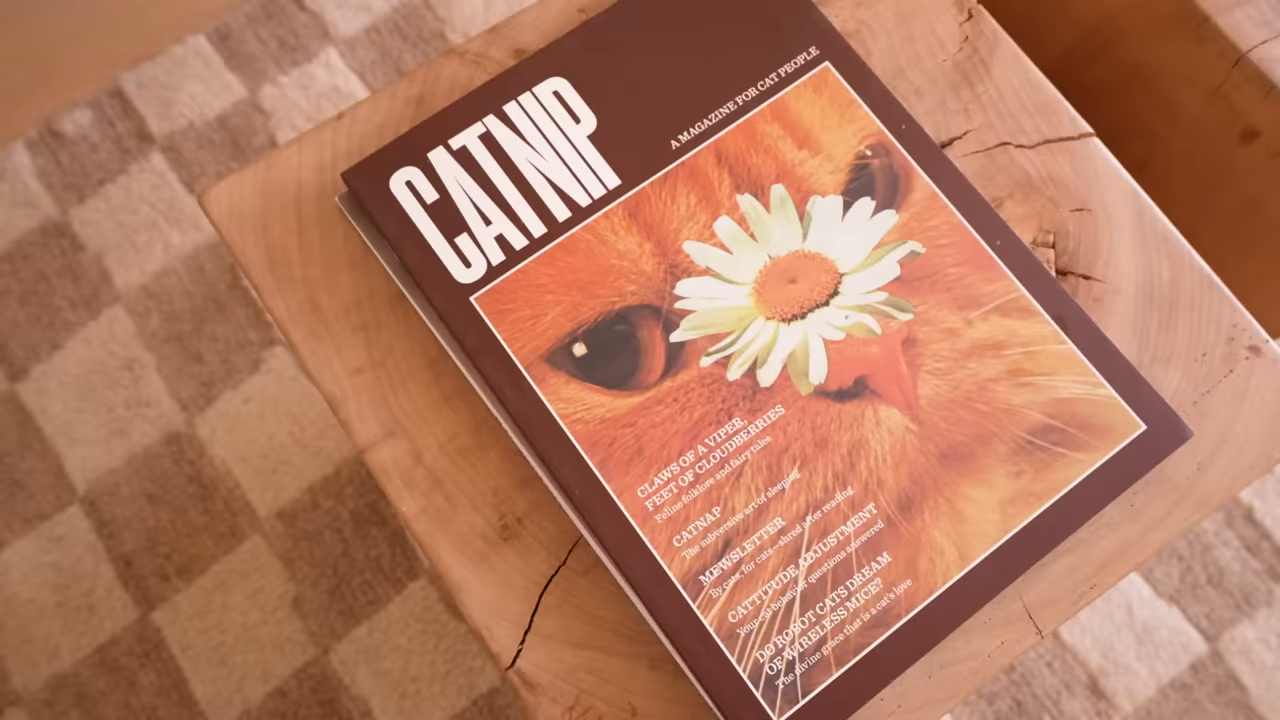 CATNIP
A MAGAZINE FOR CAT PEOPLE
CLAWS OF A VIPER,
FEET OF CLOUDBERRIES
Feline folklore and fairy tales
CATNAP
The subversive art of sleeping
MEWSLETTER
By cats, for cats—shred after reading
CATTITUDE ADJUSTMENT
Your cat behavior questions answered
DO ROBOT CATS DREAM
OF WIRELESS MICE?
The divine grace that is a cat's love